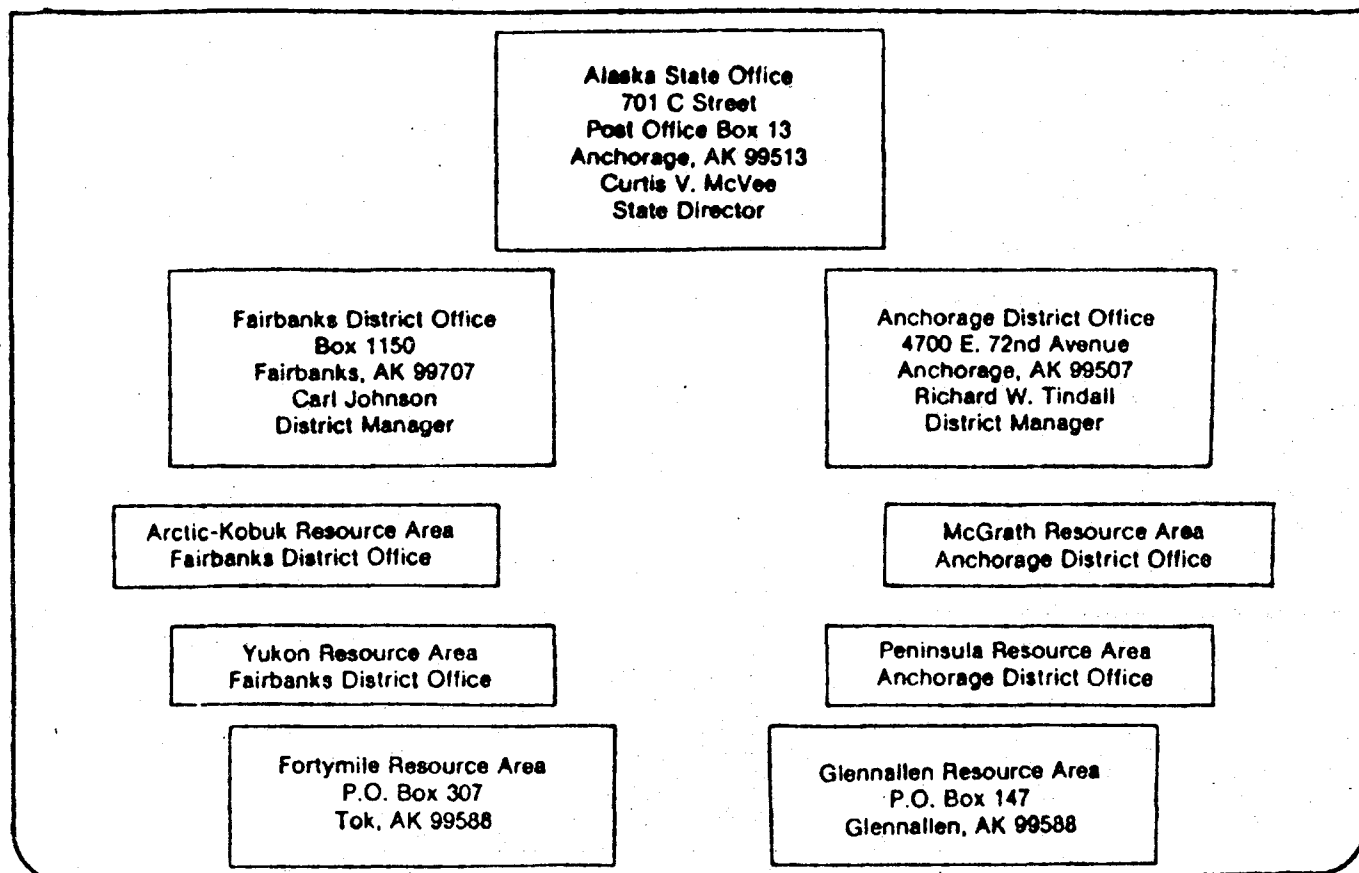 Alaska State Office
701 C Street
Post Office Box 13
Anchorage, AK 99513
Curtis V. McVee
State Director
Fairbanks District Office
Box 1150
Fairbanks, AK 99707
Carl Johnson
District Manager
Anchorage District Office
4700 E. 72nd Avenue
Anchorage, AK 99507
Richard W. Tindall
District Manager
Arctic-Kobuk Resource Area
Fairbanks District Office
McGrath Resource Area
Anchorage District Office
Yukon Resource Area
Fairbanks District Office
Peninsula Resource Area
Anchorage District Office
Fortymile Resource Area
P.O. Box 307
Tok, AK 99588
Glennallen Resource Area
P.O. Box 147
Glennallen, AK 99588